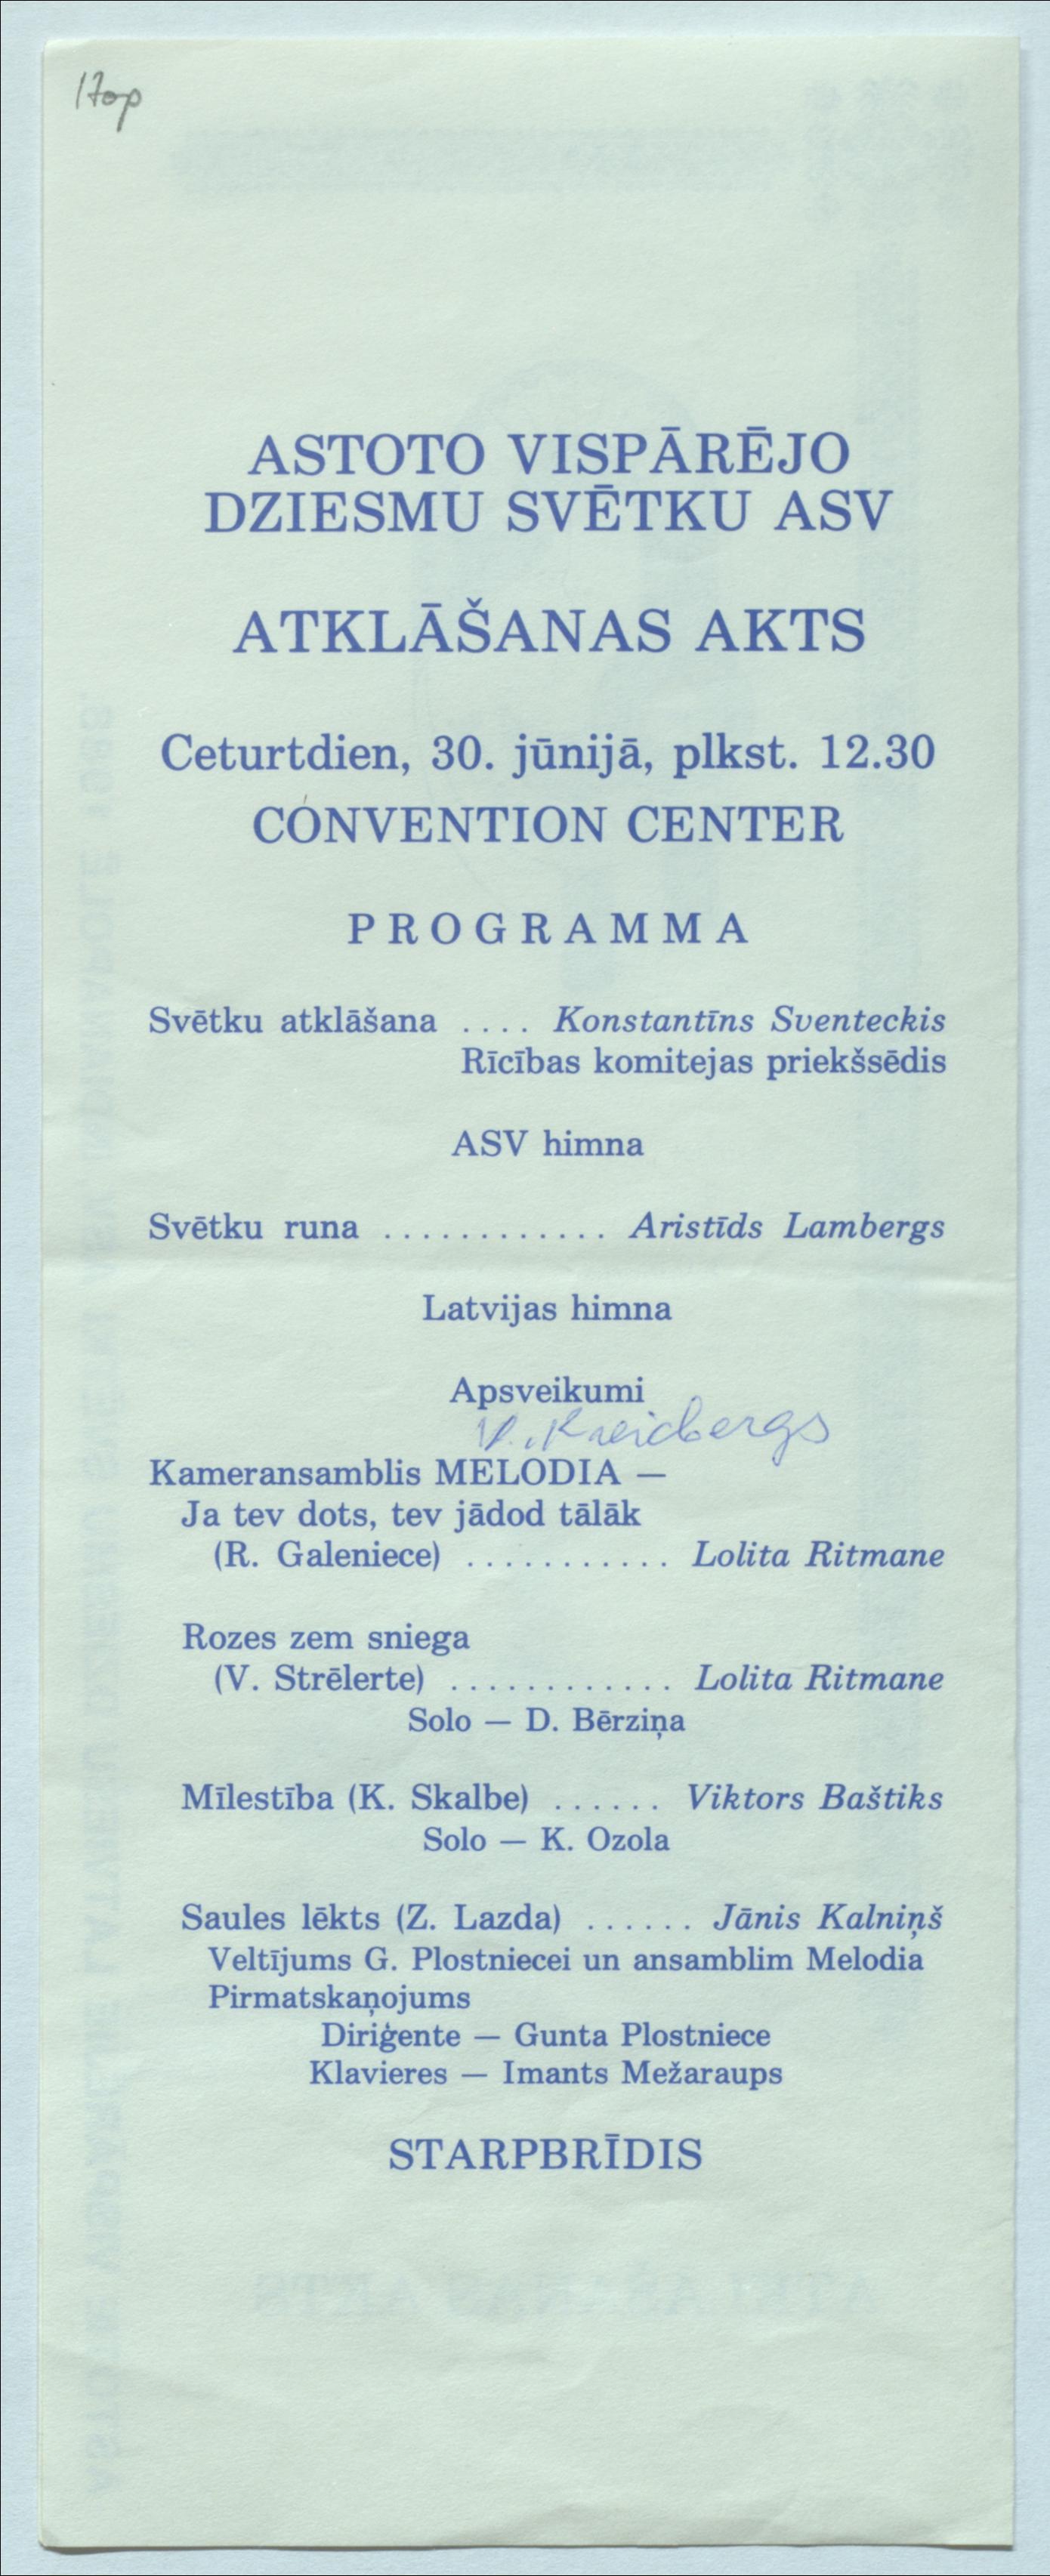 17op
ASTOTO VISPĀRĒJO
DZIESMU SVĒTKU ASV
ATKLĀŠANAS AKTS
Ceturtdien, 30. jūnijā, plkst. 12.30
CONVENTION CENTER
PROGRAMMA
Svētku atklāšana .... Konstantīns Sventeckis
Rīcības komitejas priekšsēdis
ASV himna
Svētku runa ............ Aristīds Lambergs
Latvijas himna
Apsveikumi
Kameransamblis MELODIA —
Ja tev dots, tev jādod tālāk
(R. Galeniece) ........... Lolita Ritmane
Rozes zem sniega
(V. Strēlerte) ............ Lolita Ritmane
Solo — D. Bērziņa
Mīlestība (K. Skalbe) ...... Viktors Baštiks
Solo — K. Ozola
Saules lēkts (Z. Lazda) ...... Jānis Kalniņš
Veltījums G. Plostniecei un ansamblim Melodia
Pirmatskaņojums
Diriģente — Gunta Plostniece
Klavieres — Imants Mežaraups
STARPBRĪDIS